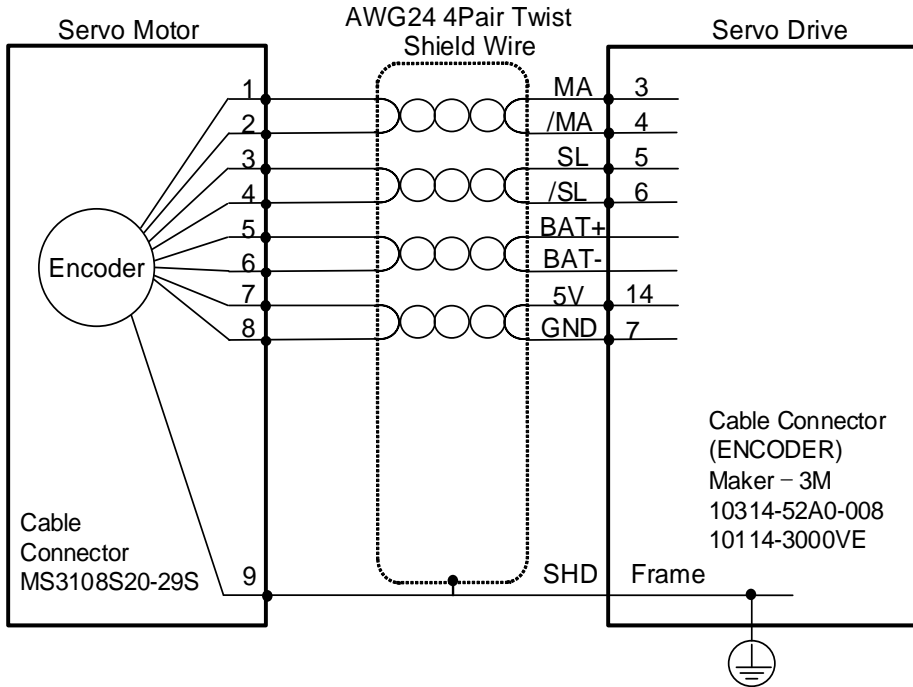 AWG24 4Pair Twist
Shield Wire
Servo Motor
Servo Drive
1 MA 3
2 /MA 4
3 SL 5
4 /SL 6
5 BAT+
6 BAT-
7 5V 14
8 GND 7
Encoder
Cable Connector
(ENCODER)
Maker – 3M
10314-52A0-008
10114-3000VE
Cable
Connector
MS3108S20-29S
9 SHD Frame